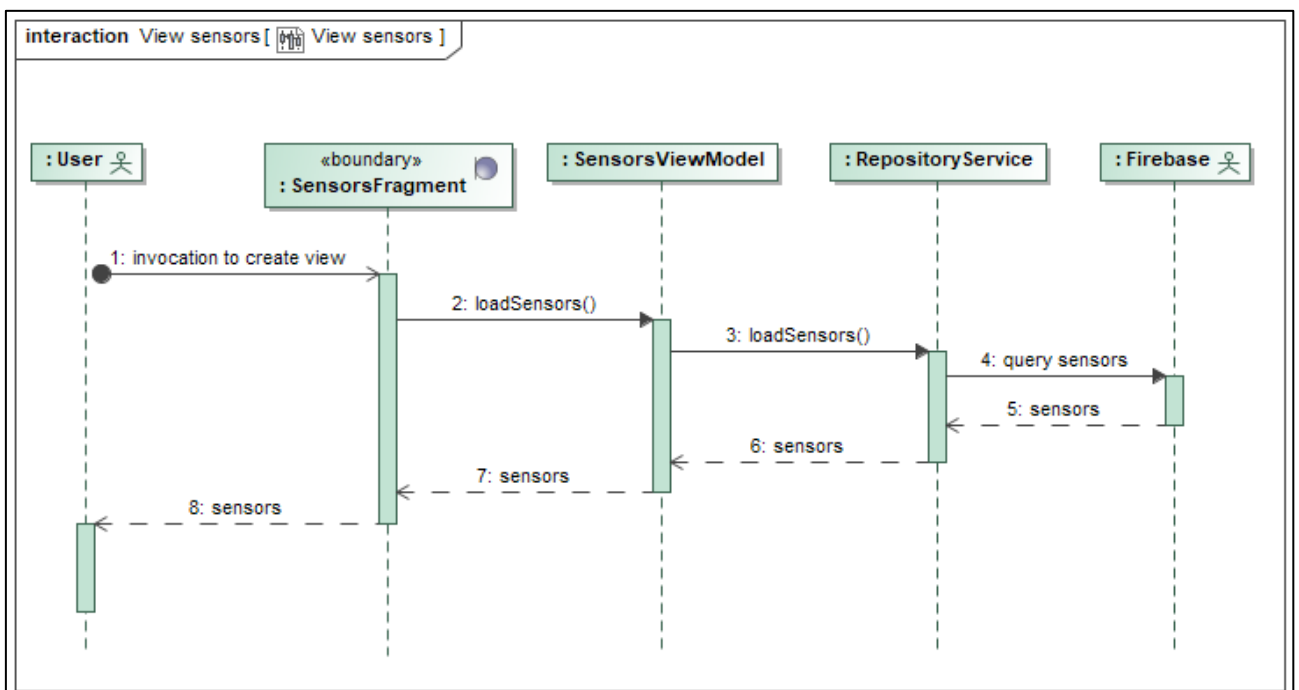 interaction View sensors [ View sensors ]
: User
«boundary»
: SensorsFragment
: SensorsViewModel
: RepositoryService
: Firebase
1: invocation to create view
2: loadSensors()
3: loadSensors()
4: query sensors
5: sensors
6: sensors
7: sensors
8: sensors